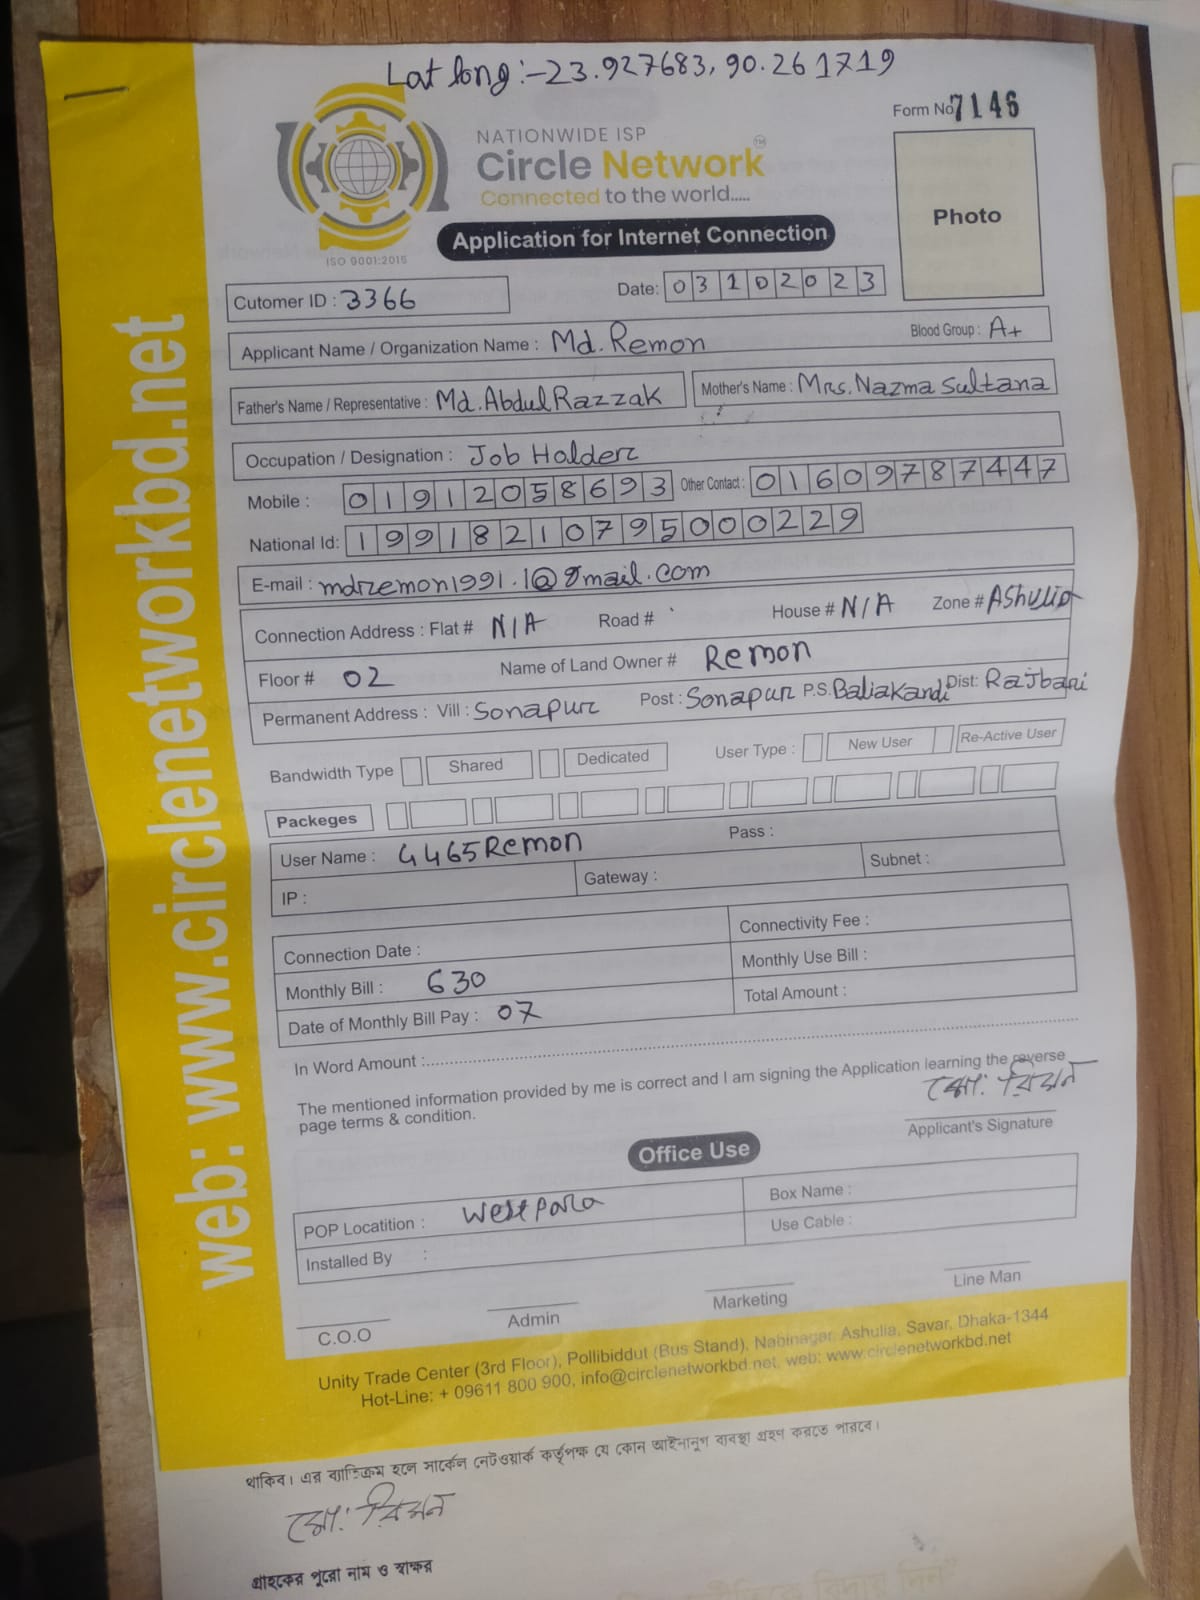 Lat long:-23.927683, 90.261719
Form No 7146
NATIONWIDE ISP
Circle Network TM
Connected to the world.....
ISO 9001:2015
Application for Internet Connection
Photo
Cutomer ID : 3366
Date: 03102023
Applicant Name / Organization Name : Md. Remon
Blood Group : A+
Father's Name / Representative : Md. Abdul Razzak
Mother's Name : Mrs. Nazma Sultana
Occupation / Designation : Job Holder
Mobile : 01912058693 Other Contact : 01609787447
National Id: 19918210795000229
E-mail : mdremon1991.1@gmail.com
Connection Address : Flat # N/A Road # House # N/A Zone # Ashulia
Floor # 02 Name of Land Owner # Remon
Permanent Address : Vill : Sonapur Post : Sonapur P.S. Baliakandi Dist: Rajbari
Bandwidth Type Shared Dedicated User Type : New User Re-Active User
Packeges
User Name : 4465Remon Pass :
IP : Gateway : Subnet :
Connection Date : Connectivity Fee :
Monthly Bill : 630 Monthly Use Bill :
Date of Monthly Bill Pay : 07 Total Amount :
In Word Amount :
The mentioned information provided by me is correct and I am signing the Application learning the reverse
page terms & condition.
মো: রিমন
Applicant's Signature
Office Use
POP Locatition : Westpara Box Name :
Installed By : Use Cable :
C.O.O Admin Marketing Line Man
Unity Trade Center (3rd Floor), Pollibiddut (Bus Stand), Nabinagar, Ashulia, Savar, Dhaka-1344
Hot-Line: + 09611 800 900, info@circlenetworkbd.net, web: www.circlenetworkbd.net
web: www.circlenetworkbd.net
থাকিব। এর ব্যাতিক্রম হলে সার্কেল নেটওয়ার্ক কর্তৃপক্ষ যে কোন আইনানুগ ব্যবস্থা গ্রহণ করতে পারবে।
মো: রিমন
গ্রাহকের পুরো নাম ও স্বাক্ষর